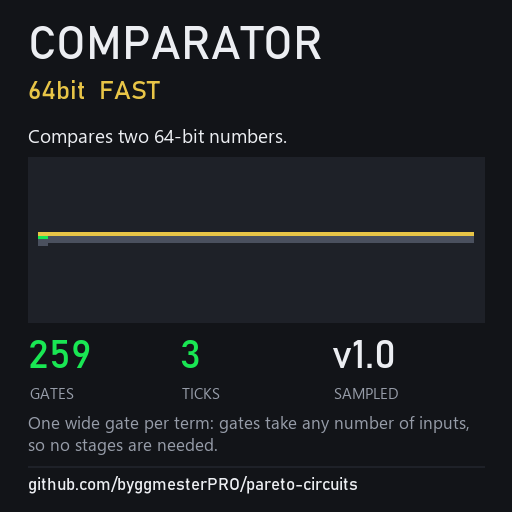 COMPARATOR
64bit FAST
Compares two 64-bit numbers.
259 3 v1.0
GATES TICKS SAMPLED
One wide gate per term: gates take any number of inputs,
so no stages are needed.
github.com/byggmesterPRO/pareto-circuits